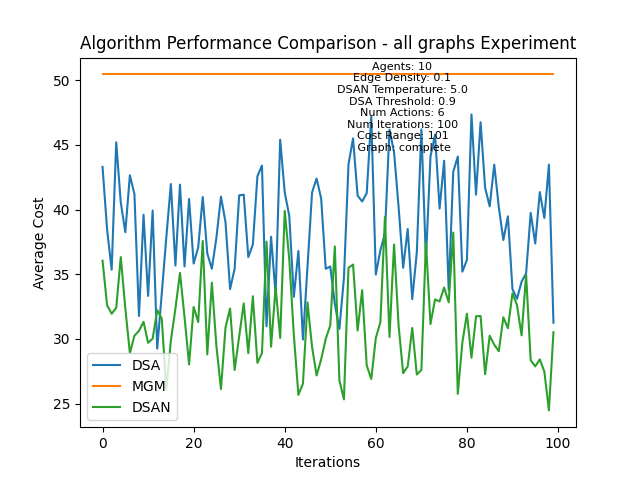 Algorithm Performance Comparison - all graphs Experiment
Agents: 10
Edge Density: 0.1
DSAN Temperature: 5.0
DSA Threshold: 0.9
Num Actions: 6
Num Iterations: 100
Cost Range: 101
Graph: complete
Average Cost
50
45
40
35
30
25
DSA
MGM
DSAN
0
20
40
60
80
100
Iterations